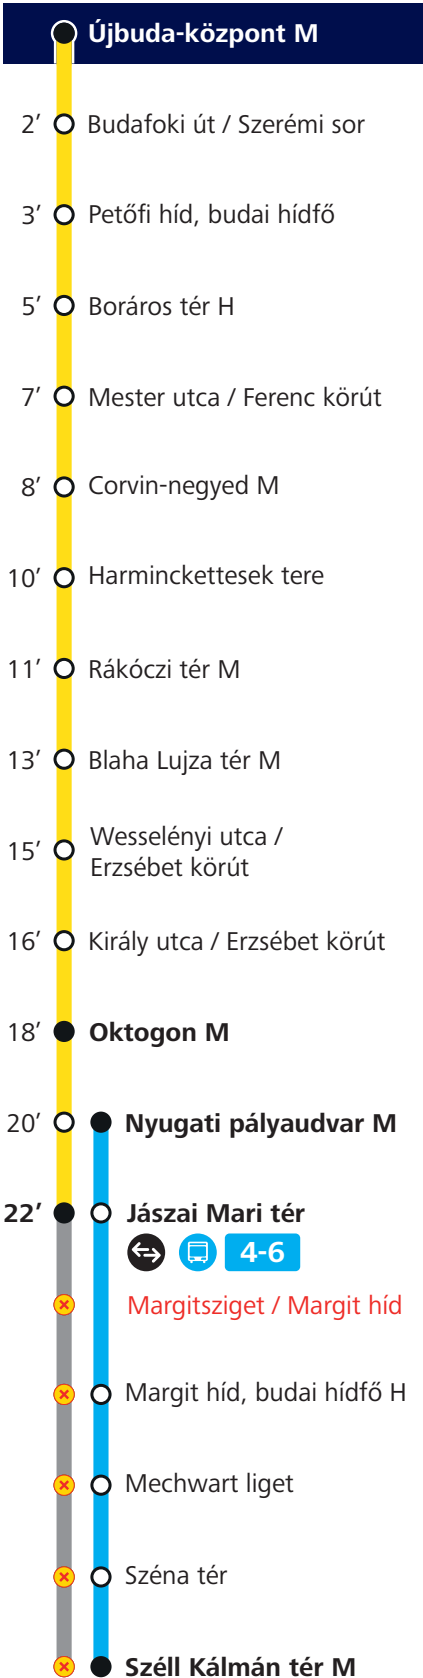 Újbuda-központ M
2’ Budafoki út / Szerémi sor
3’ Petőfi híd, budai hídfő
5’ Boráros tér H
7’ Mester utca / Ferenc körút
8’ Corvin-negyed M
10’ Harminckettesek tere
11’ Rákóczi tér M
13’ Blaha Lujza tér M
15’ Wesselényi utca /
Erzsébet körút
16’ Király utca / Erzsébet körút
18’ Oktogon M
20’ Nyugati pályaudvar M
22’ Jászai Mari tér
4-6
Margitsziget / Margit híd
Margit híd, budai hídfő H
Mechwart liget
Széna tér
Széll Kálmán tér M